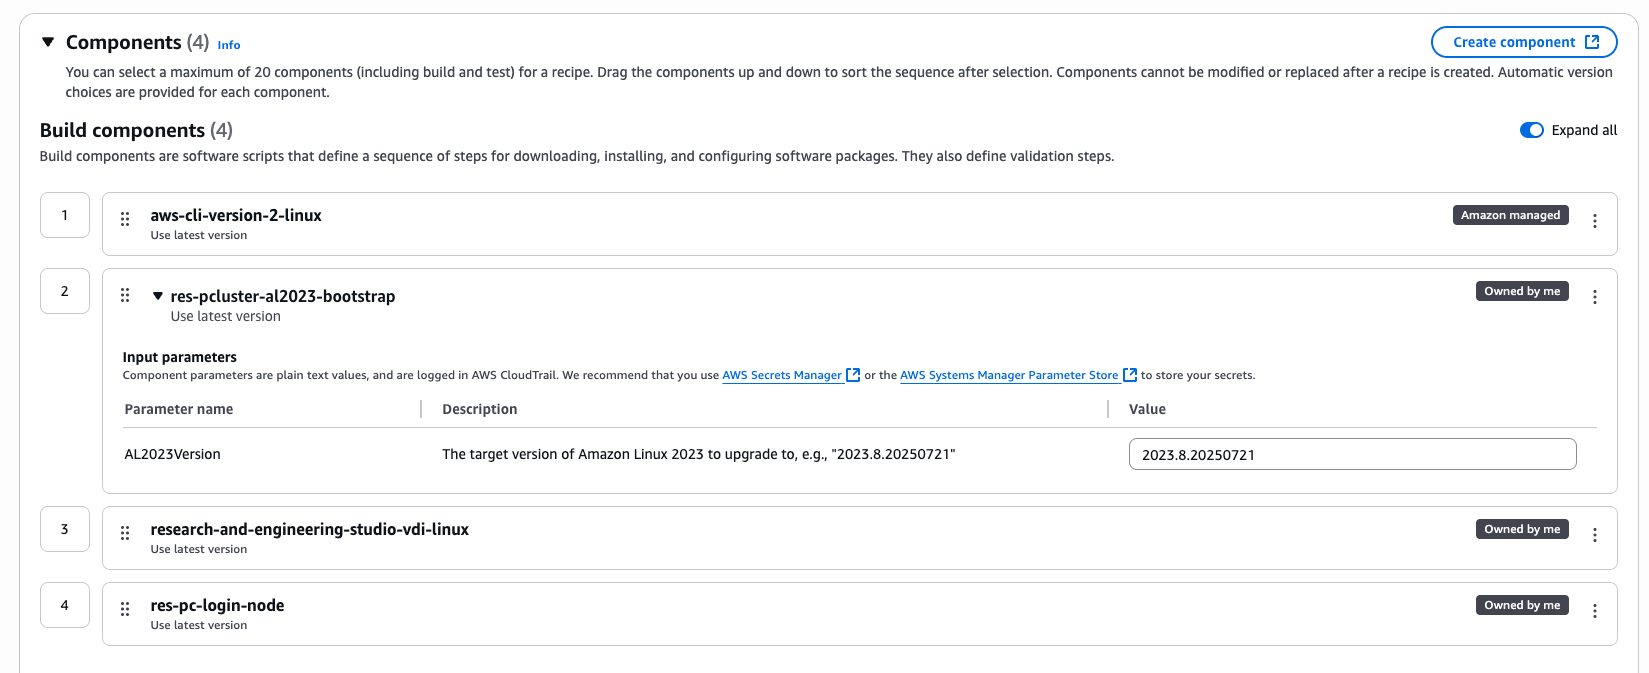 Components (4) Info
Create component
You can select a maximum of 20 components (including build and test) for a recipe. Drag the components up and down to sort the sequence after selection. Components cannot be modified or replaced after a recipe is created. Automatic version
choices are provided for each component.
Build components (4)
Expand all
Build components are software scripts that define a sequence of steps for downloading, installing, and configuring software packages. They also define validation steps.
1
aws-cli-version-2-linux
Amazon managed
Use latest version
2
res-pcluster-al2023-bootstrap
Owned by me
Use latest version
Input parameters
Component parameters are plain text values, and are logged in AWS CloudTrail. We recommend that you use AWS Secrets Manager or the AWS Systems Manager Parameter Store to store your secrets.
Parameter name Description Value
AL2023Version The target version of Amazon Linux 2023 to upgrade to, e.g., "2023.8.20250721" 2023.8.20250721
3
research-and-engineering-studio-vdi-linux
Owned by me
Use latest version
4
res-pc-login-node
Owned by me
Use latest version